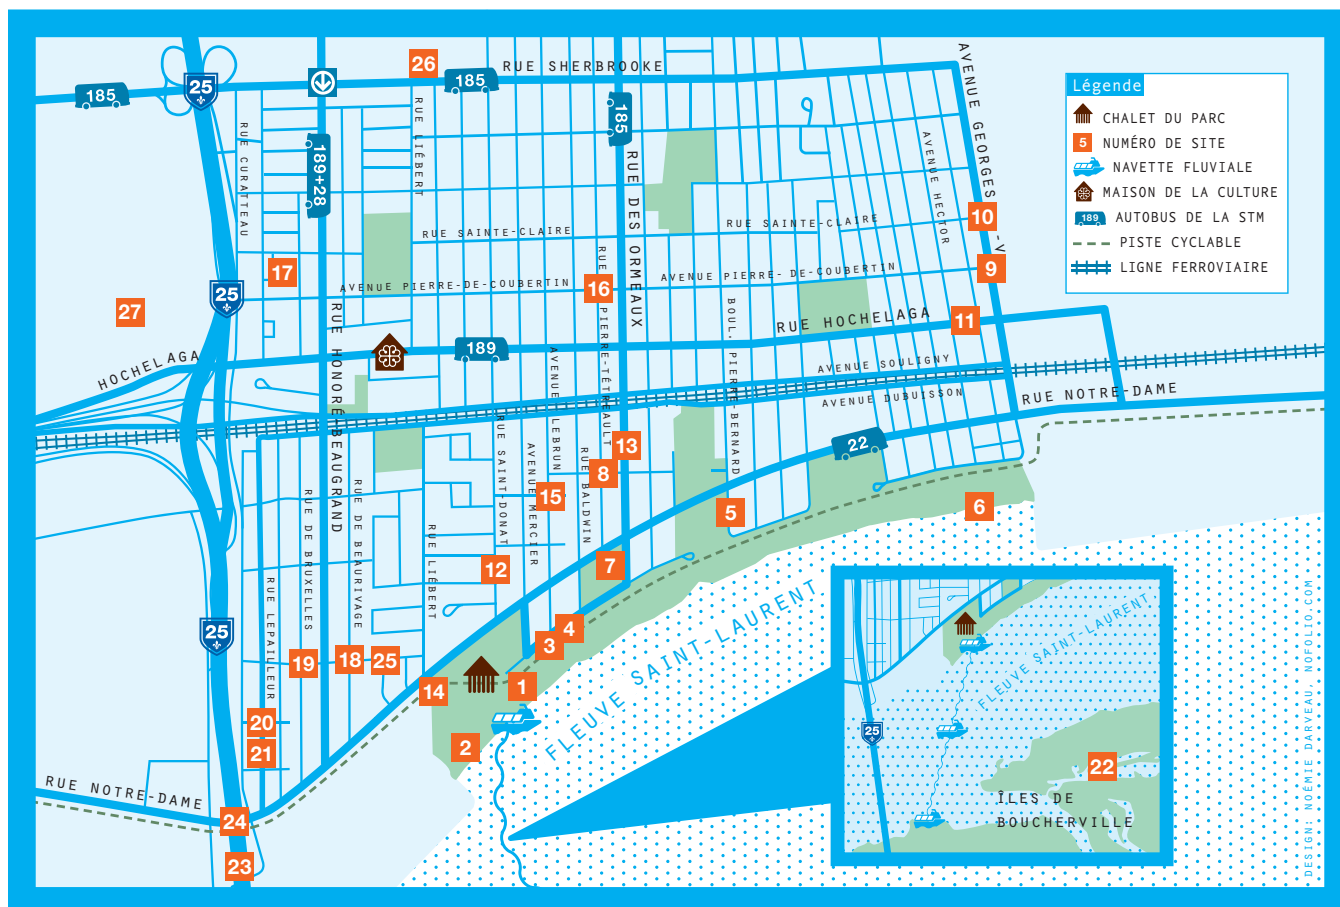 26
RUE SHERBROOKE
185
185
25
185
189+28
RUE CURATTEAU
RUE LIÉBERT
RUE DES ORMEAUX
AVENUE GEORGES-V
AVENUE HECTOR
Légende
CHALET DU PARC
5 NUMÉRO DE SITE
NAVETTE FLUVIALE
MAISON DE LA CULTURE
189 AUTOBUS DE LA STM
PISTE CYCLABLE
LIGNE FERROVIAIRE
RUE SAINTE-CLAIRE
RUE SAINTE-CLAIRE
10
9
17
16
27
25
AVENUE PIERRE-DE-COUBERTIN
AVENUE PIERRE-DE-COUBERTIN
RUE PIERRE-TÉTREAULT
BOUL. PIERRE-BERNARD
RUE HOCHELAGA
11
HOCHELAGA
RUE HONORÉ-BEAUGRAND
189
AVENUE SOULIGNY
AVENUE DUBUISSON
RUE NOTRE-DAME
22
AVENUE LEBRUN
RUE SAINT-DONAT
AVENUE MERCIER
RUE BALDWIN
13
8
15
5
6
7
12
RUE DE BRUXELLES
RUE DE BEAURIVAGE
RUE LIÉBERT
RUE LEPAILLEUR
25
4
3
19
18
25
14
1
2
20
21
FLEUVE SAINT-LAURENT
RUE NOTRE-DAME
24
23
FLEUVE SAINT-LAURENT
25
22
ÎLES DE
BOUCHERVILLE
DESIGN: NOÉMIE DARVEAU, NOFOLIO.COM